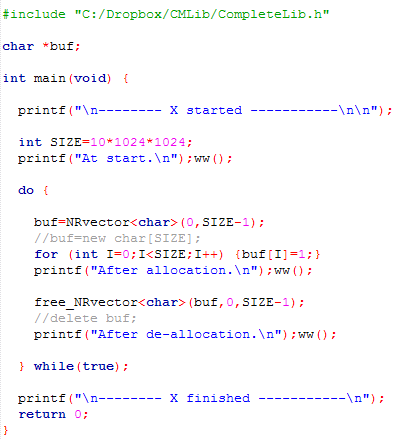 #include "C:/Dropbox/CMLib/CompleteLib.h"
char *buf;
int main(void) {
printf("\n-------- X started -----------\n\n");
int SIZE=10*1024*1024;
printf("At start.\n");ww();
do {
buf=NRvector<char>(0,SIZE-1);
//buf=new char[SIZE];
for (int I=0;I<SIZE;I++) {buf[I]=1;}
printf("After allocation.\n");ww();
free_NRvector<char>(buf,0,SIZE-1);
//delete buf;
printf("After de-allocation.\n");ww();
} while(true);
printf("\n-------- X finished -----------\n");
return 0;
}